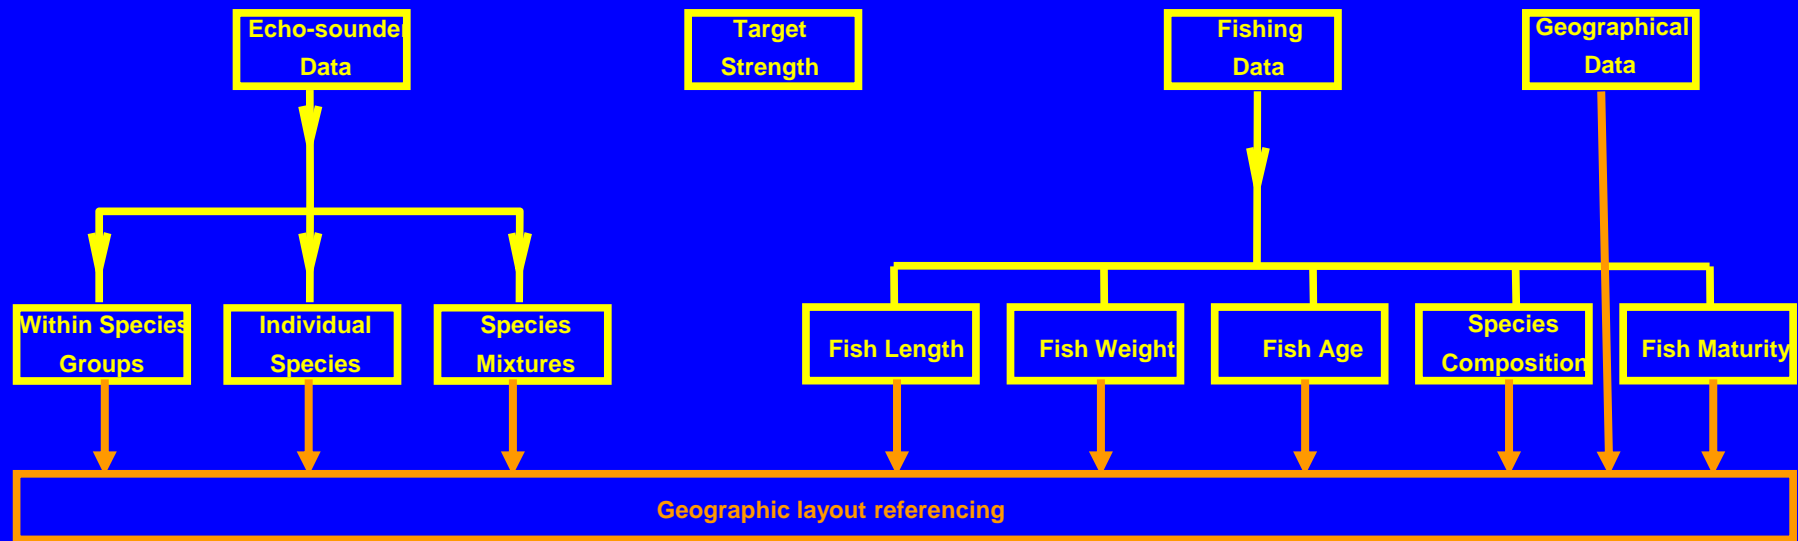 Echo-sounder
Data
Target
Strength
Fishing
Data
Geographical
Data
Within Species
Groups
Individual
Species
Species
Mixtures
Fish Length
Fish Weight
Fish Age
Species
Composition
Fish Maturity
Geographic layout referencing